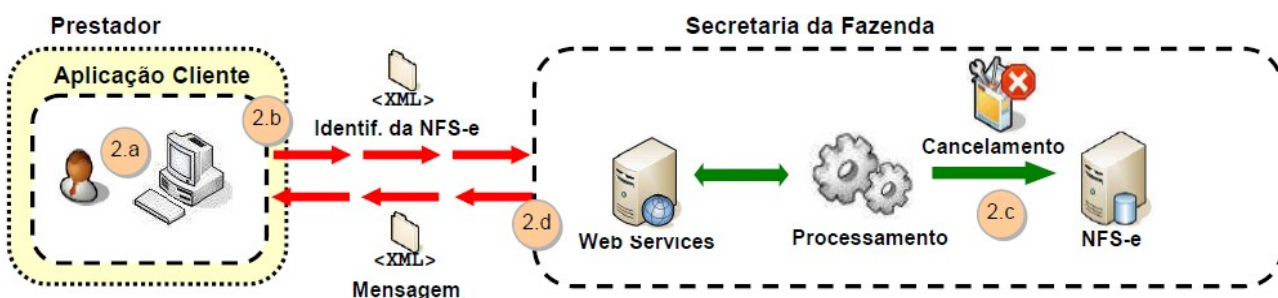 Prestador
Secretaria da Fazenda
Aplicação Cliente
<XML>
2.b
Identif. da NFS-e
2.a
Cancelamento
2.c
2.d
Web Services
Processamento
NFS-e
<XML>
Mensagem